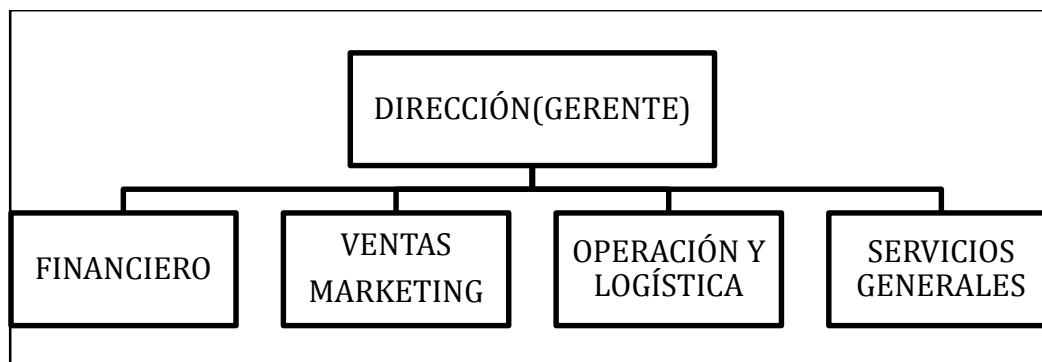 DIRECCIÓN(GERENTE)
FINANCIERO
VENTAS
MARKETING
OPERACIÓN Y
LOGÍSTICA
SERVICIOS
GENERALES